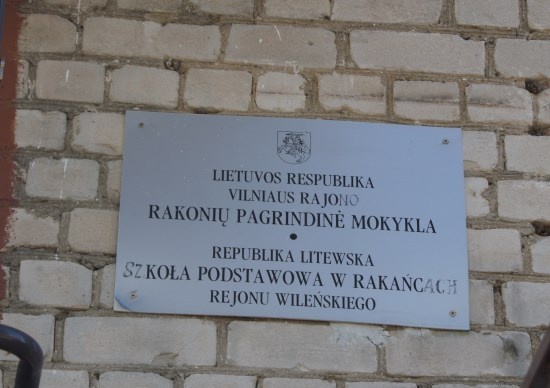 LIETUVOS RESPUBLIKA
VILNIAUS RAJONO
RAKONIŲ PAGRINDINĖ MOKYKLA
REPUBLIKA LITEWSKA
SZKOŁA PODSTAWOWA W RAKAŃCACH
REJONU WILEŃSKIEGO